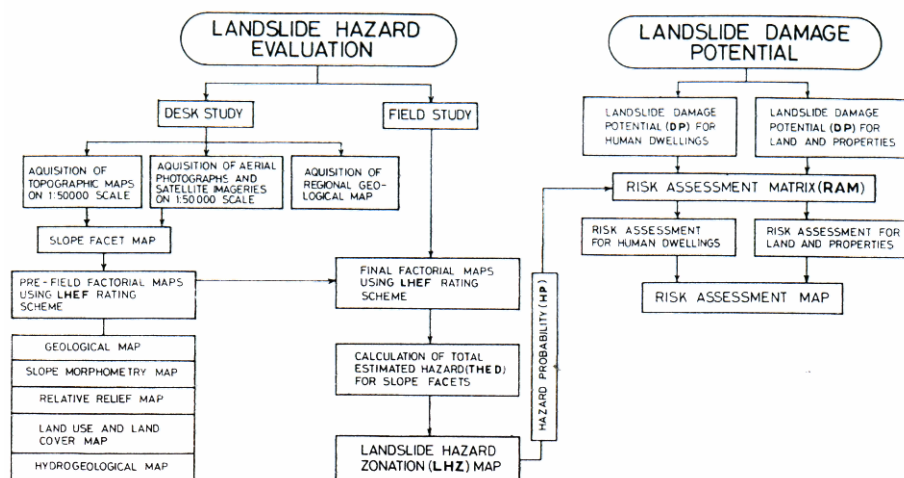 LANDSLIDE HAZARD
EVALUATION
DESK STUDY
FIELD STUDY
AQUISITION OF
TOPOGRAPHIC MAPS
ON 1:50000 SCALE
AQUISITION OF AERIAL
PHOTOGRAPHS AND
SATELLITE IMAGERIES
ON 1:50000 SCALE
AQUISITION OF
REGIONAL GEO-
LOGICAL MAP
SLOPE FACET MAP
PRE-FIELD FACTORIAL MAPS
USING LHEF RATING
SCHEME
FINAL FACTORIAL MAPS
USING LHEF RATING
SCHEME
GEOLOGICAL MAP
SLOPE MORPHOMETRY MAP
RELATIVE RELIEF MAP
LAND USE AND LAND
COVER MAP
HYDROGEOLOGICAL MAP
CALCULATION OF TOTAL
ESTIMATED HAZARD(THED)
FOR SLOPE FACETS
LANDSLIDE HAZARD
ZONATION (LHZ) MAP
HAZARD PROBABILITY (HP)
LANDSLIDE DAMAGE
POTENTIAL
LANDSLIDE DAMAGE
POTENTIAL (DP) FOR
HUMAN DWELLINGS
LANDSLIDE DAMAGE
POTENTIAL (DP) FOR
LAND AND PROPERTIES
RISK ASSESSMENT MATRIX(RAM)
RISK ASSESSMENT
FOR HUMAN DWELLINGS
RISK ASSESSMENT FOR
LAND AND PROPERTIES
RISK ASSESSMENT MAP